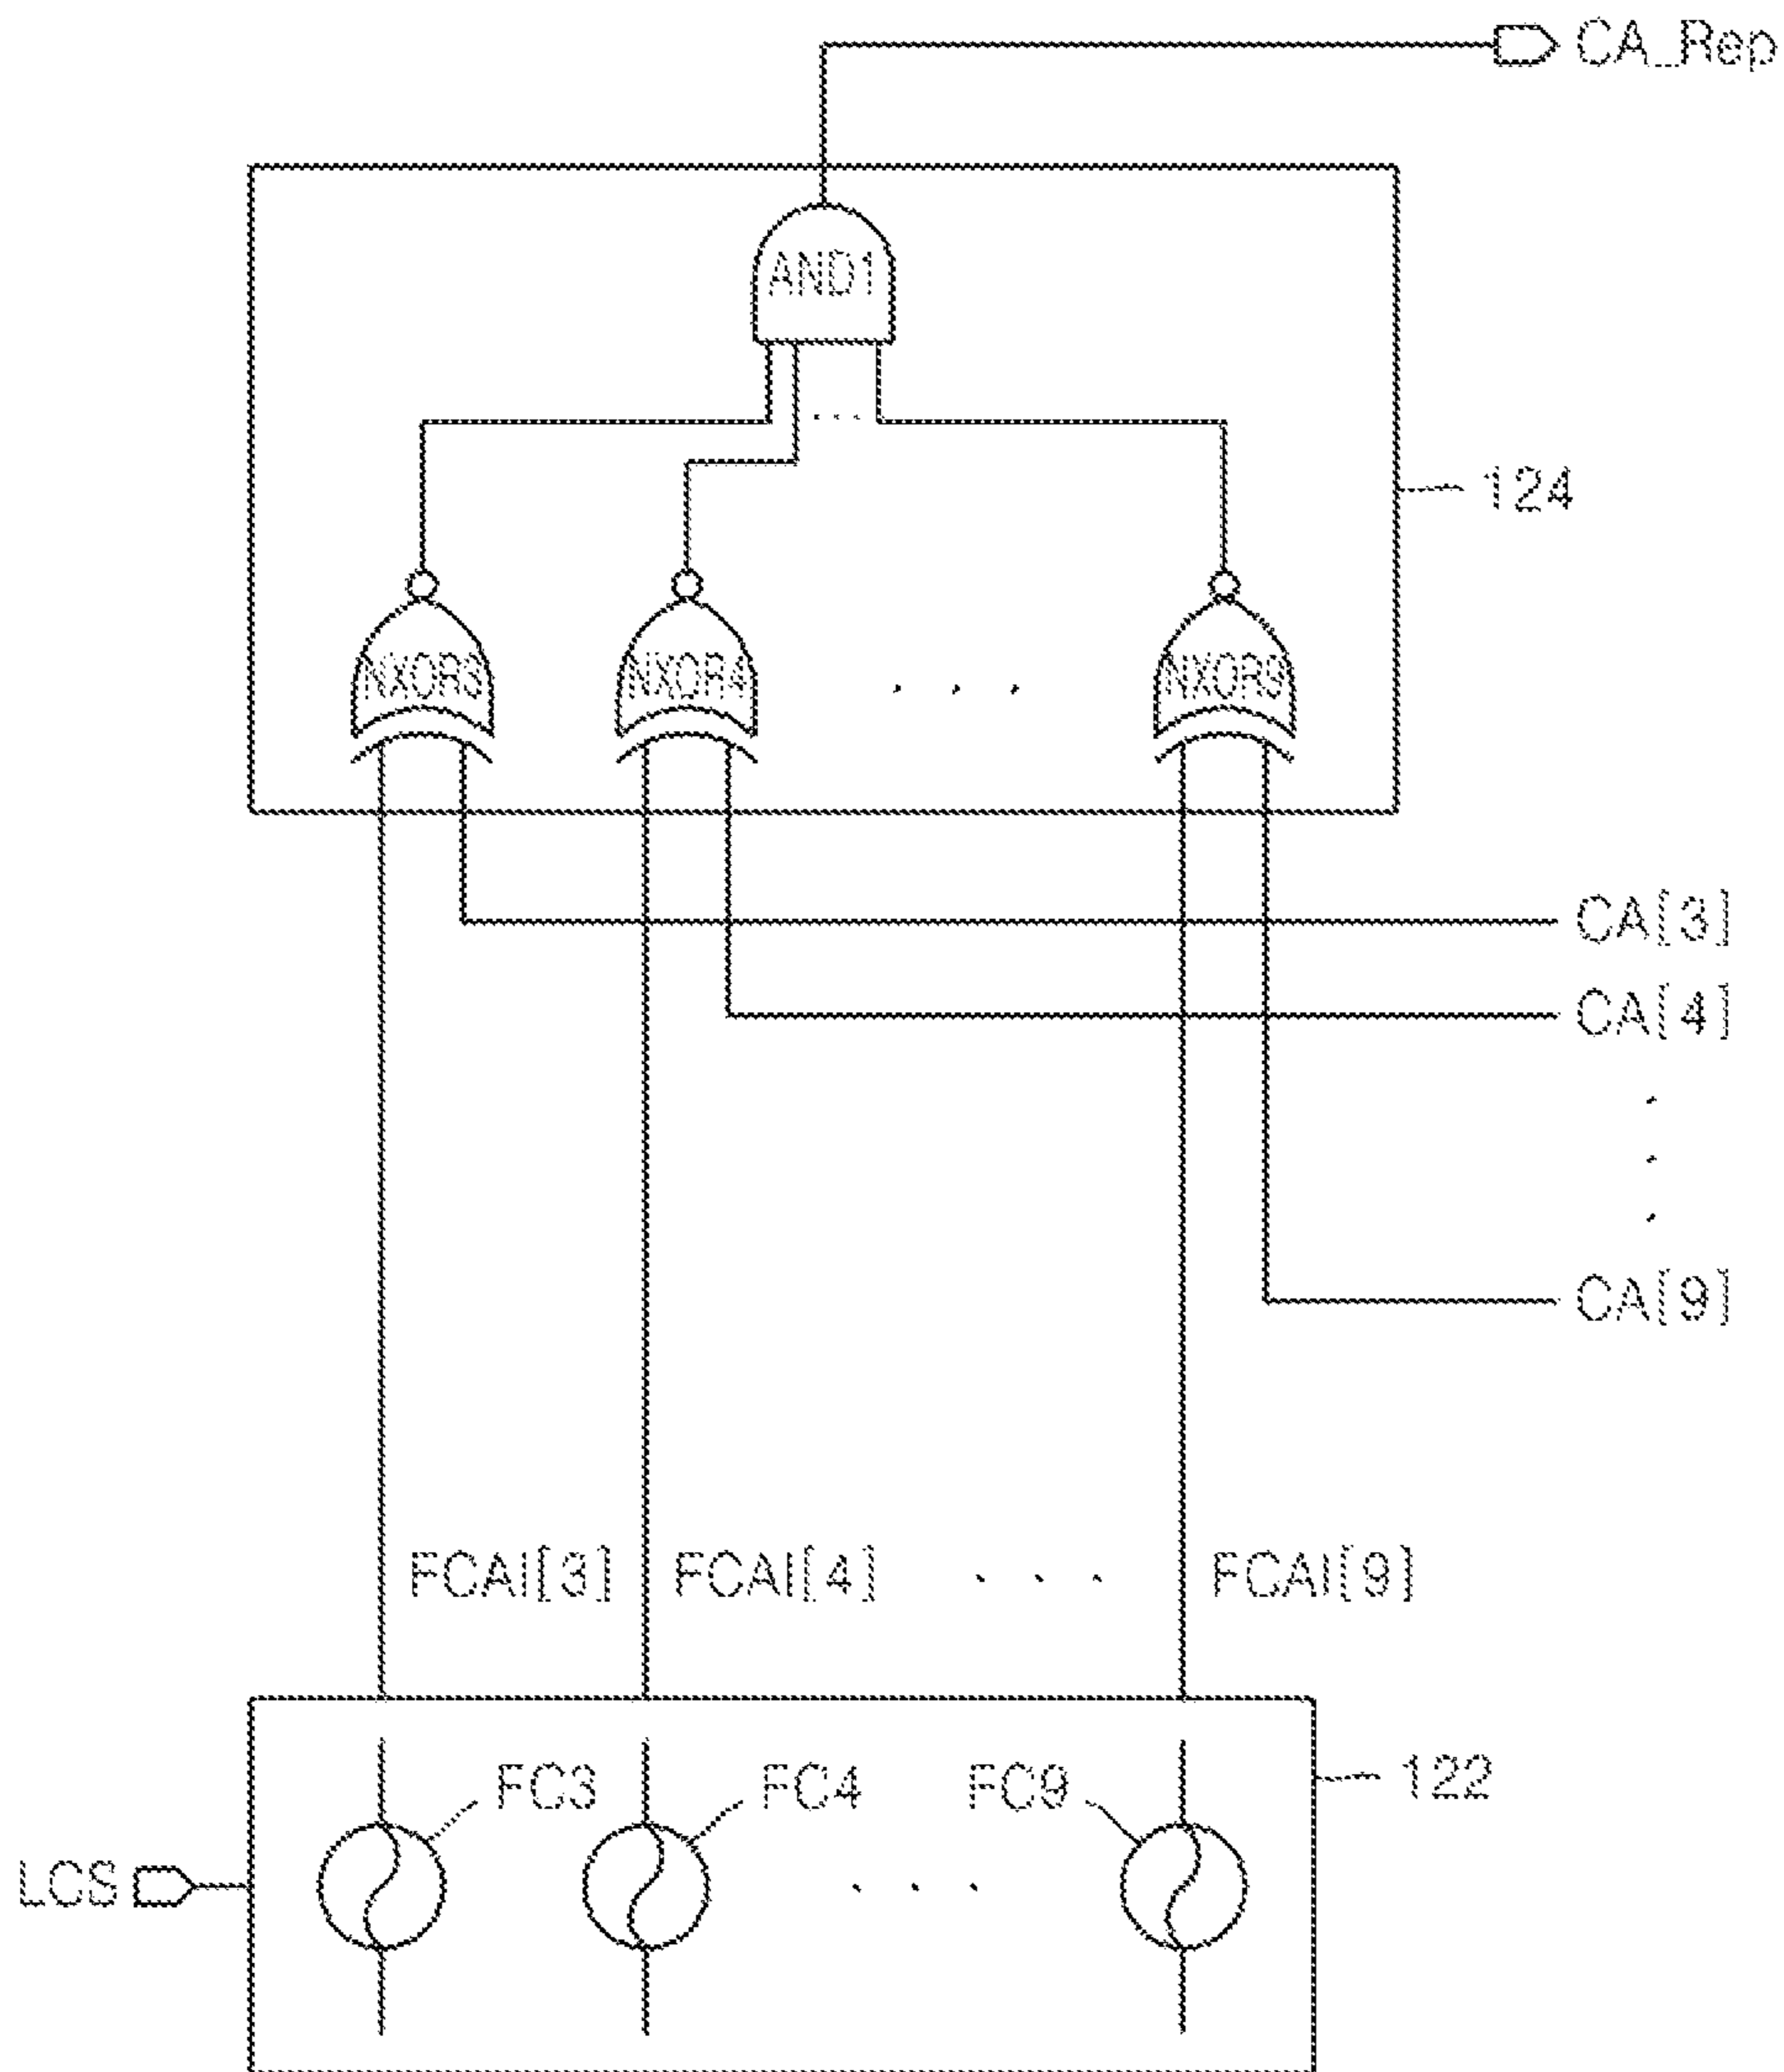 CA_Rep
AND1
124
NXOR3 NXOR4 . . . NXOR9
CA[3]
CA[4]
CA[9]
FCAI[3] FCAI[4] . . . FCAI[9]
FC3 FC4 FC9 122
LCS